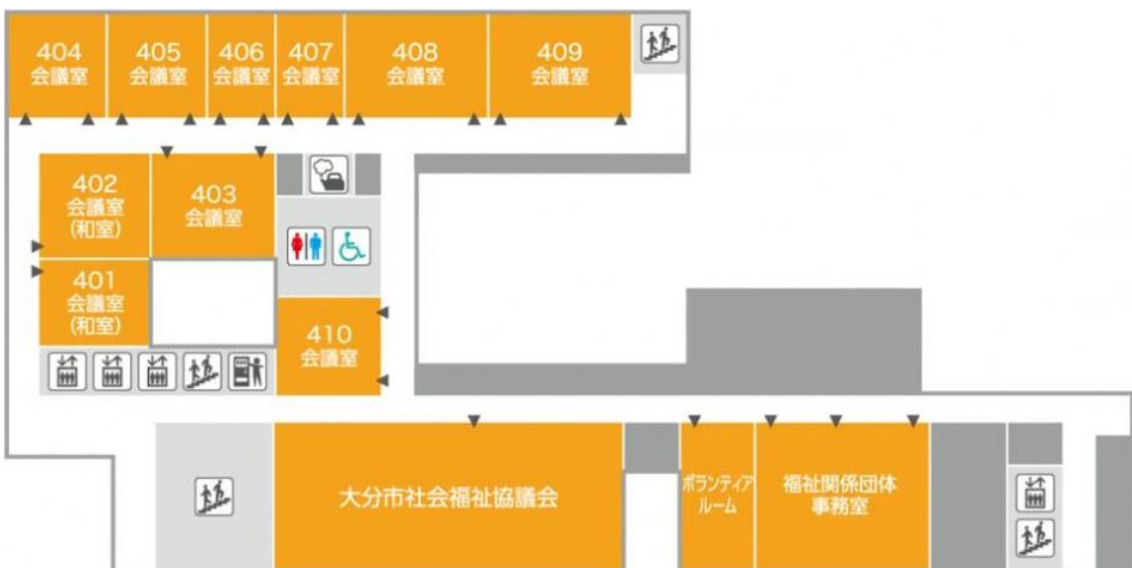 404
会議室
405
会議室
406
会議室
407
会議室
408
会議室
409
会議室
402
会議室
(和室)
403
会議室
401
会議室
(和室)
410
会議室
大分市社会福祉協議会
ボランティア
ルーム
福祉関係団体
事務室